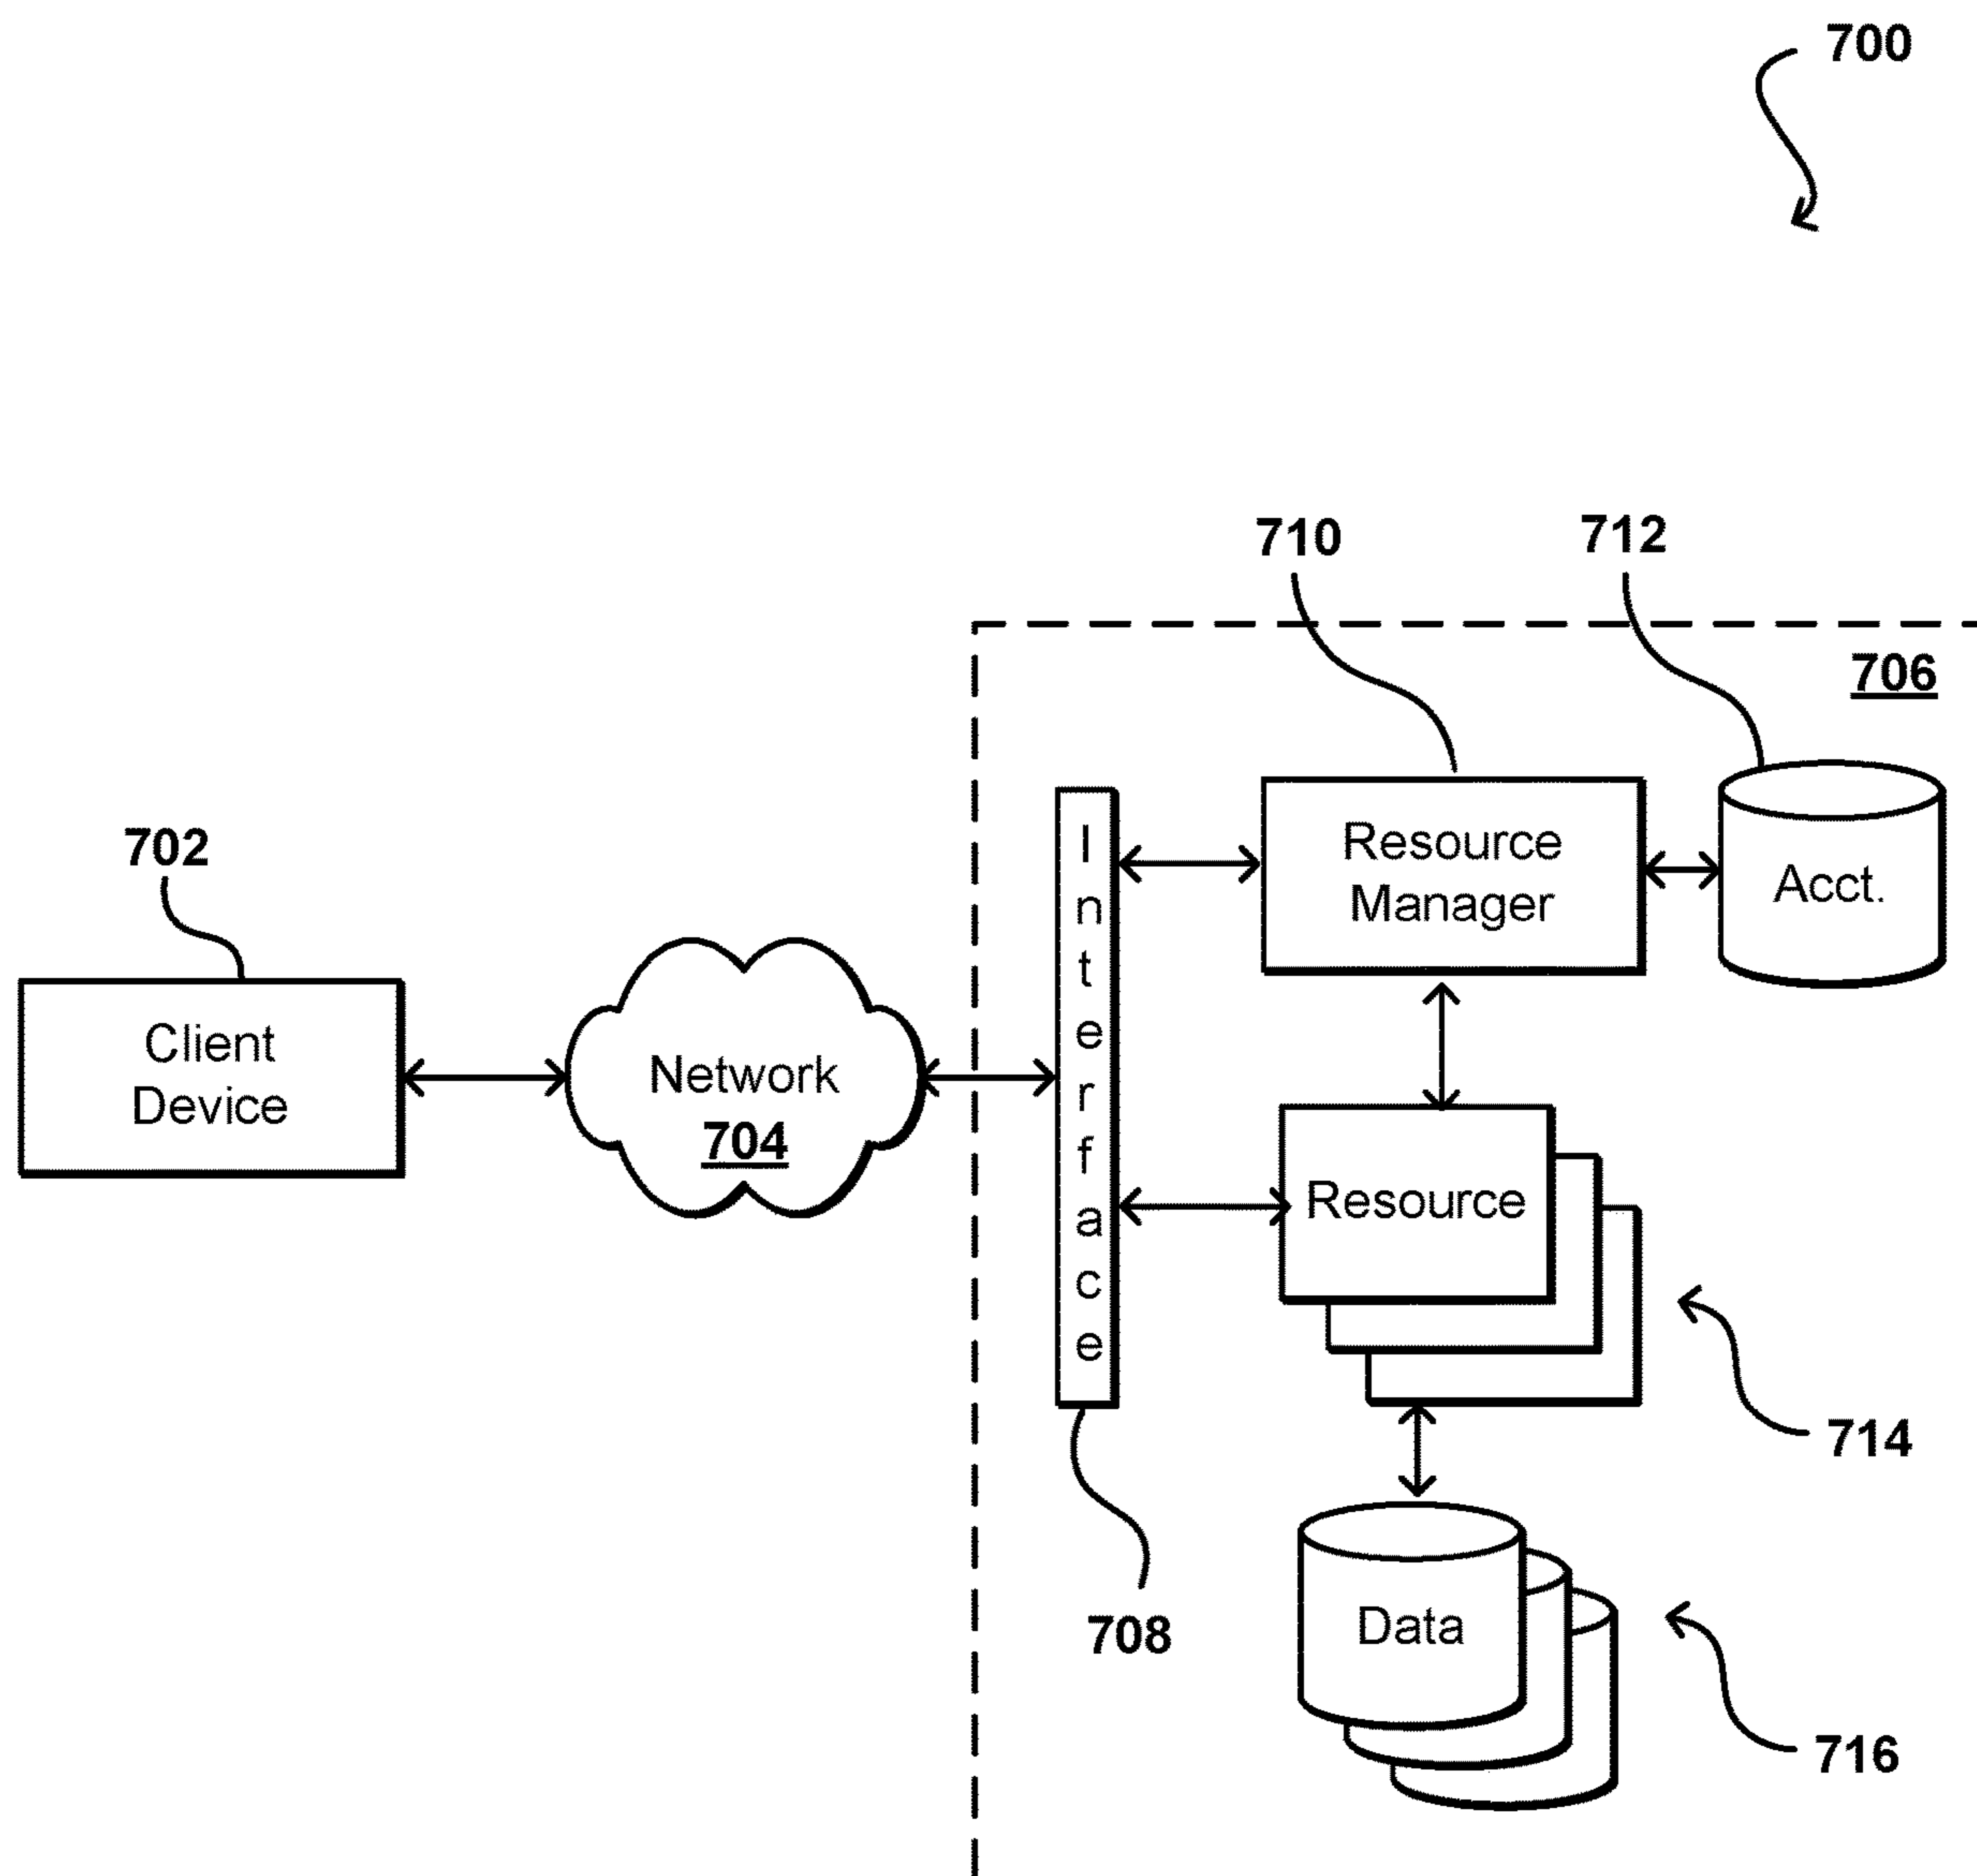 700
710
712
706
702
Resource
Manager
Acct.
Interface
Client
Device
Network
704
Resource
714
708
Data
716